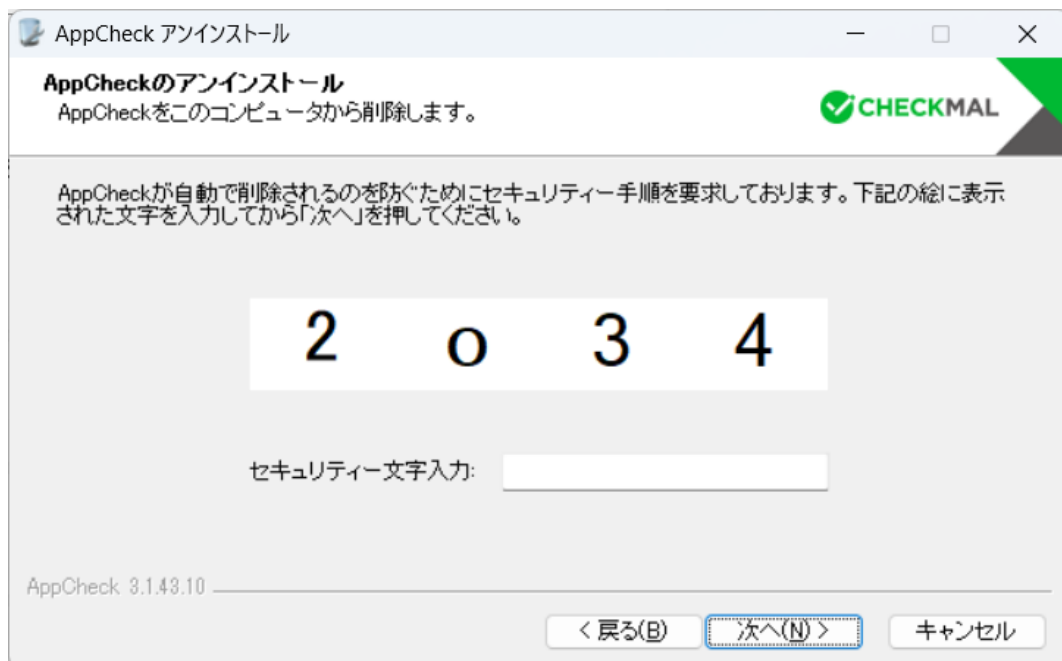 AppCheck アンインストール
AppCheckのアンインストール
AppCheckをこのコンピュータから削除します。
CHECKMAL
AppCheckが自動で削除されるのを防ぐためにセキュリティー手順を要求しております。下記の絵に表示
された文字を入力してから「次へ」を押してください。
2 o 3 4
セキュリティー文字入力:
AppCheck 3.1.43.10
< 戻る(B) 次へ(N) > キャンセル